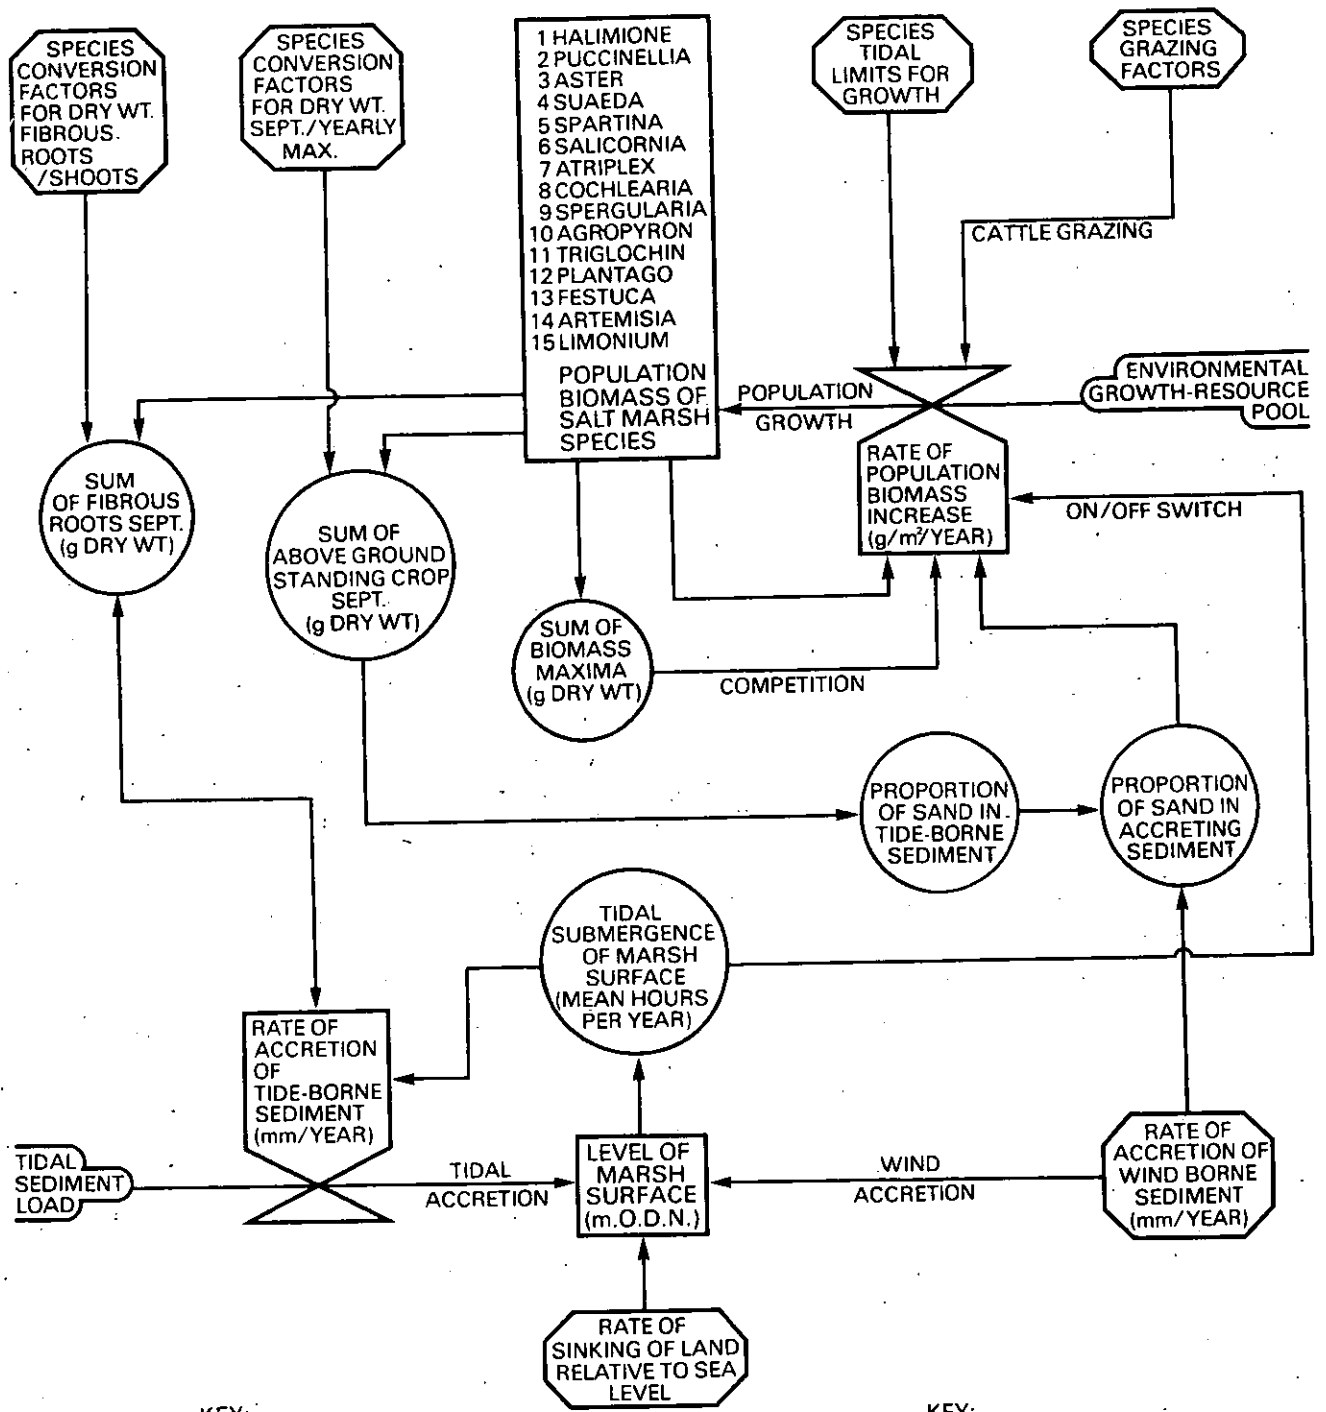 SPECIES
CONVERSION
FACTORS
FOR DRY WT.
FIBROUS.
ROOTS
/SHOOTS
SPECIES
CONVERSION
FACTORS
FOR DRY WT.
SEPT./YEARLY
MAX.
1 HALIMIONE
2 PUCCINELLIA
3 ASTER
4 SUAEDA
5 SPARTINA
6 SALICORNIA
7 ATRIPLEX
8 COCHLEARIA
9 SPERGULARIA
10 AGROPYRON
11 TRIGLOCHIN
12 PLANTAGO
13 FESTUCA
14 ARTEMISIA
15 LIMONIUM
POPULATION
BIOMASS OF
SALT MARSH
SPECIES
SPECIES
TIDAL
LIMITS FOR
GROWTH
SPECIES
GRAZING
FACTORS
CATTLE GRAZING
ENVIRONMENTAL
GROWTH-RESOURCE
POOL
POPULATION
GROWTH
RATE OF
POPULATION
BIOMASS
INCREASE
(g/m²/YEAR)
ON/OFF SWITCH
SUM
OF FIBROUS
ROOTS SEPT.
(g DRY WT)
SUM OF
ABOVE GROUND
STANDING CROP
SEPT.
(g DRY WT)
SUM OF
BIOMASS
MAXIMA
(g DRY WT)
COMPETITION
PROPORTION
OF SAND IN
TIDE-BORNE
SEDIMENT
PROPORTION
OF SAND IN
ACCRETING
SEDIMENT
TIDAL
SUBMERGENCE
OF MARSH
SURFACE
(MEAN HOURS
PER YEAR)
RATE OF
ACCRETION
OF
TIDE-BORNE
SEDIMENT
(mm/YEAR)
TIDAL
SEDIMENT
LOAD
TIDAL
ACCRETION
LEVEL OF
MARSH
SURFACE
(m.O.D.N.)
WIND
ACCRETION
RATE OF
ACCRETION OF
WIND BORNE
SEDIMENT
(mm/YEAR)
RATE OF
SINKING OF LAND
RELATIVE TO SEA
LEVEL
KEY:
KEY: